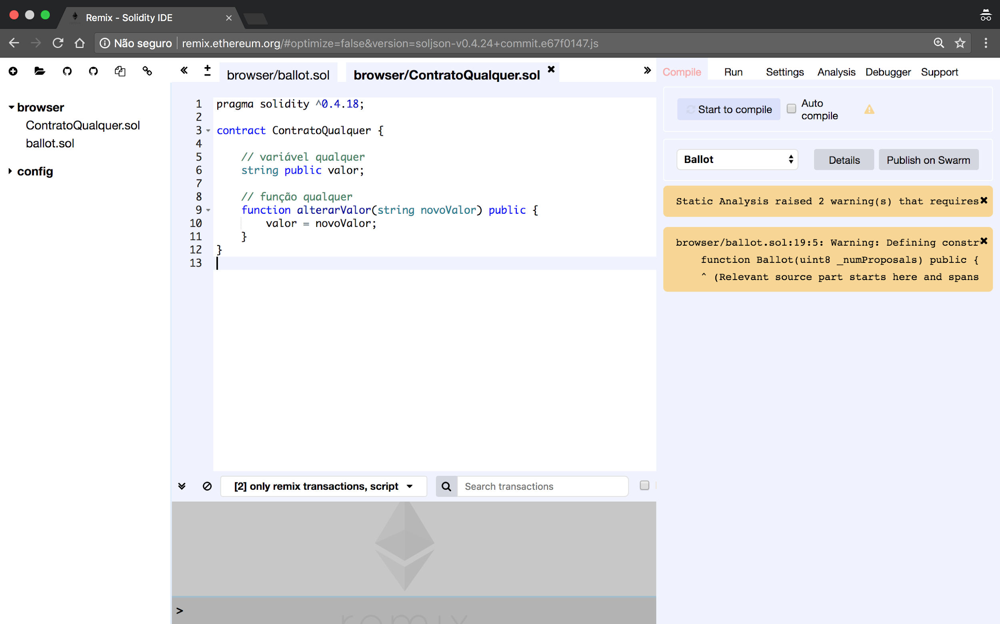 Remix - Solidity IDE
Não seguro remix.ethereum.org/#optimize=false&version=soljson-v0.4.24+commit.e67f0147.js
browser/ballot.sol browser/ContratoQualquer.sol
Compile Run Settings Analysis Debugger Support
browser
ContratoQualquer.sol
ballot.sol
config
1 pragma solidity ^0.4.18;
2
3 contract ContratoQualquer {
4
5 // variável qualquer
6 string public valor;
7
8 // função qualquer
9 function alterarValor(string novoValor) public {
10 valor = novoValor;
11 }
12 }
13
[2] only remix transactions, script
Search transactions
>
remix
Start to compile
Auto compile
Ballot
Details
Publish on Swarm
Static Analysis raised 2 warning(s) that requires
browser/ballot.sol:19:5: Warning: Defining constr
function Ballot(uint8 _numProposals) public {
^ (Relevant source part starts here and spans